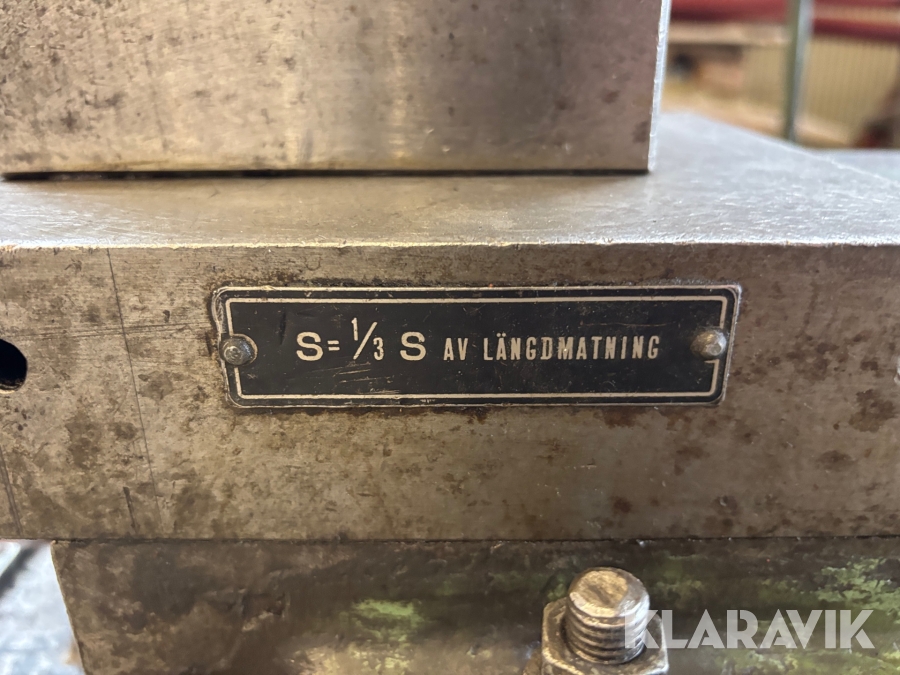 S= 1/3 S AV LÄNGDMATNING
KLARAVIK